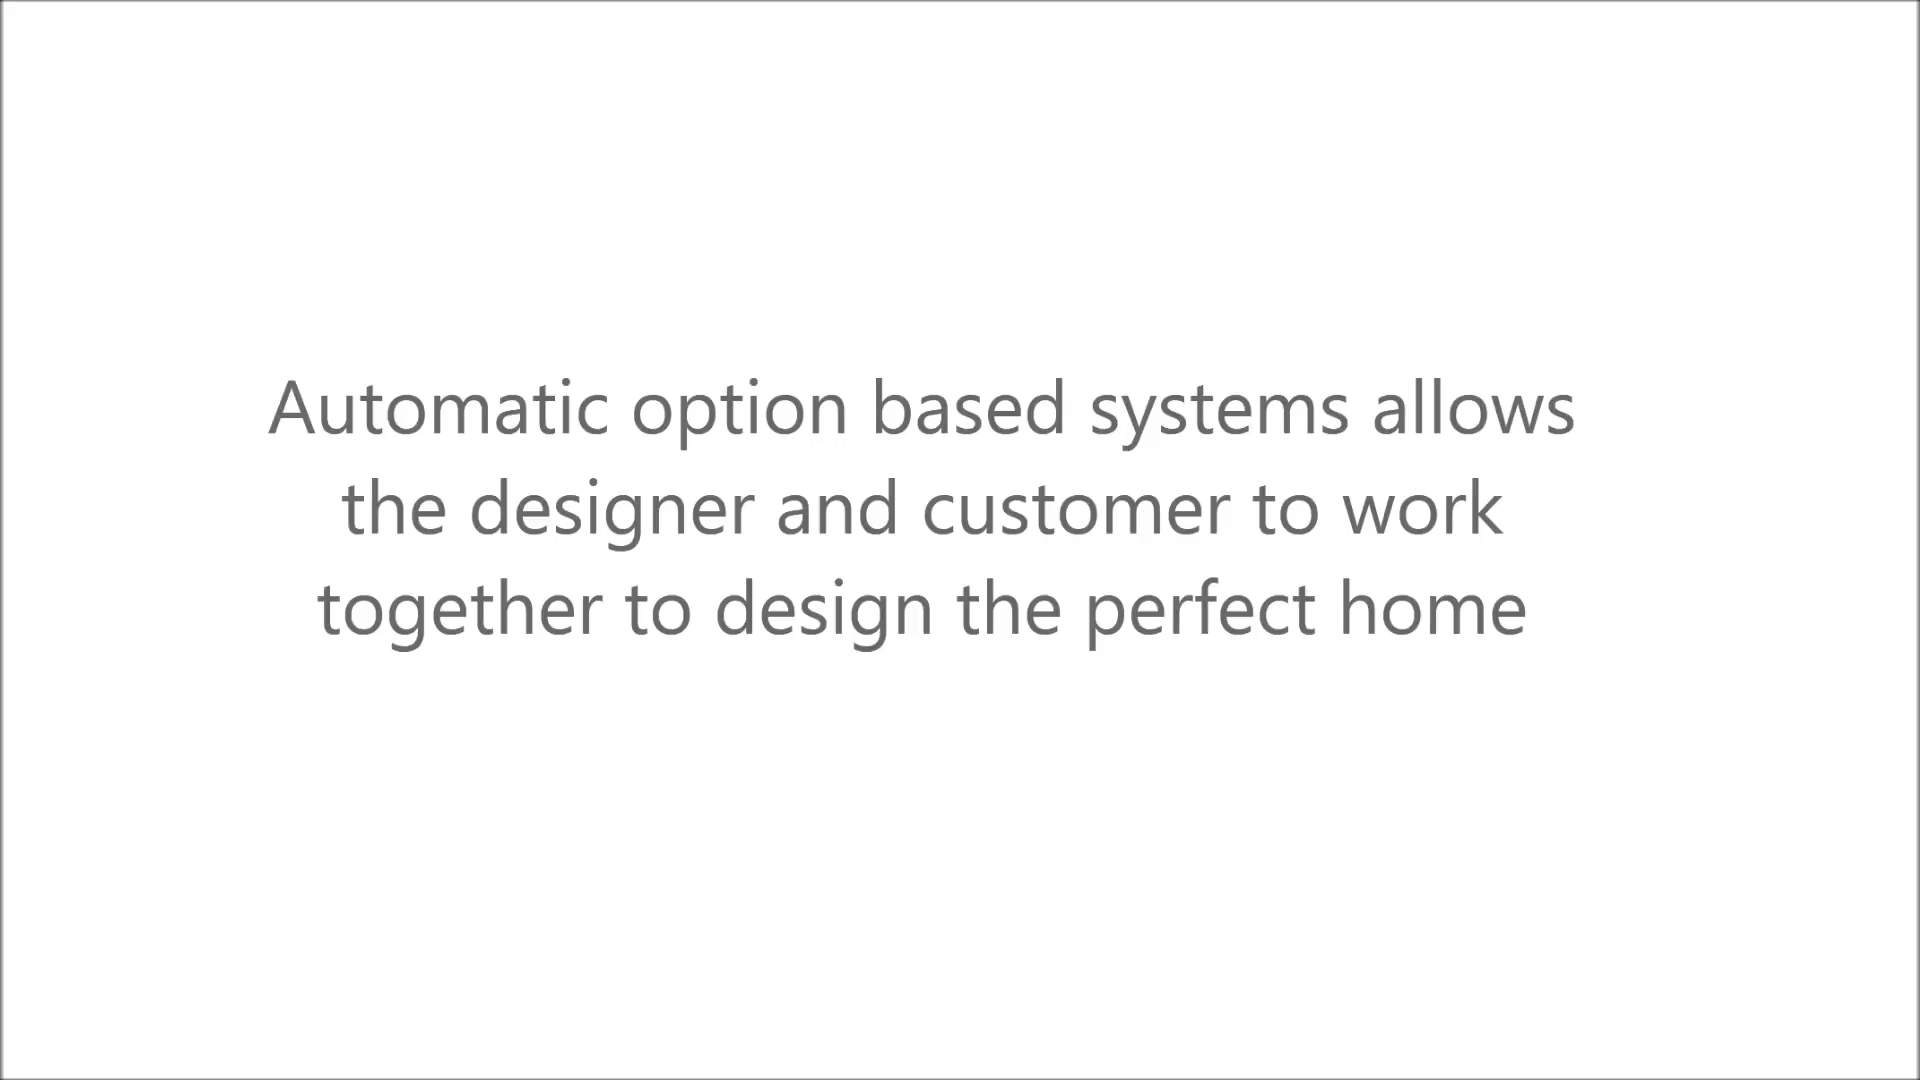 Automatic option based systems allows
the designer and customer to work
together to design the perfect home